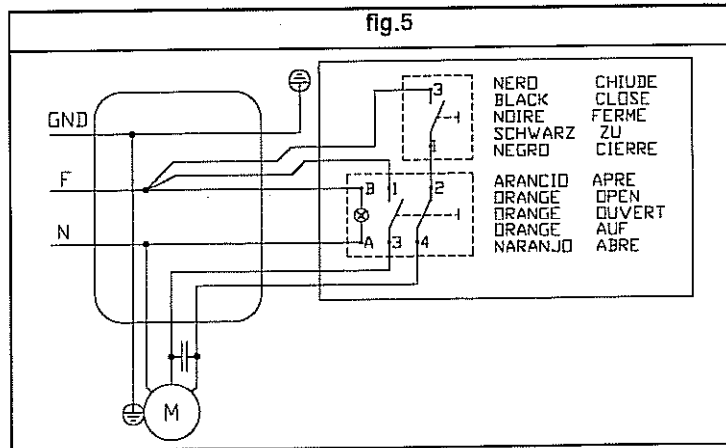 fig.5
GND
F
N
3
1
NERO CHIUDE
BLACK CLOSE
NOIRE FERME
SCHWARZ ZU
NEGRO CIERRE
B 1 2
A 3 4
ARANCIO APRE
ORANGE OPEN
ORANGE OUVERT
ORANGE AUF
NARANJO ABRE
M